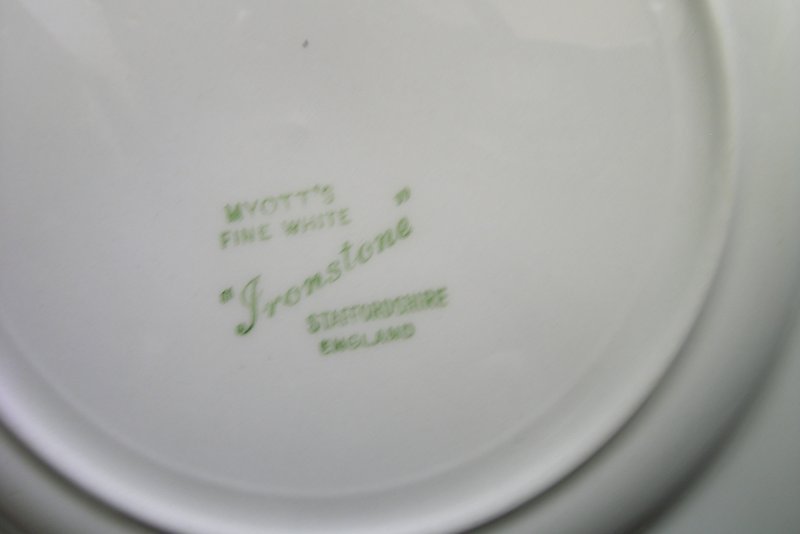 MYOTT'S
FINE WHITE
"Ironstone"
STAFFORDSHIRE
ENGLAND